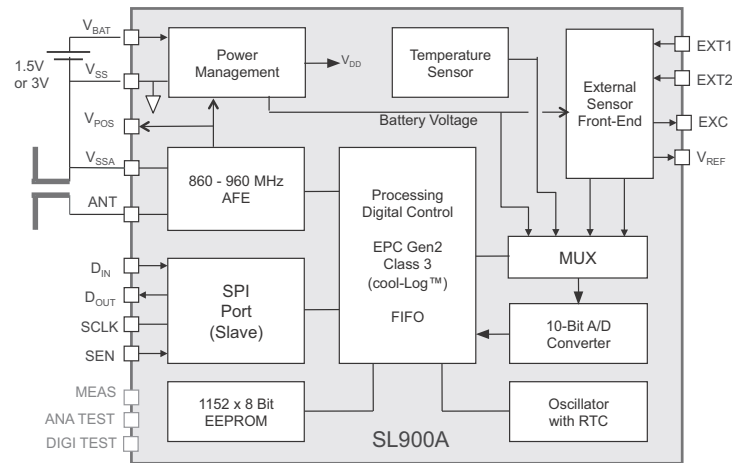 V_BAT
1.5V
or 3V
V_SS
V_POS
V_SSA
ANT
D_IN
D_OUT
SCLK
SEN
MEAS
ANA TEST
DIGI TEST
Power
Management
V_DD
Temperature
Sensor
External
Sensor
Front-End
EXT1
EXT2
EXC
V_REF
Battery Voltage
860 - 960 MHz
AFE
Processing
Digital Control
EPC Gen2
Class 3
(cool-Log™)
FIFO
MUX
SPI
Port
(Slave)
10-Bit A/D
Converter
1152 x 8 Bit
EEPROM
Oscillator
with RTC
SL900A